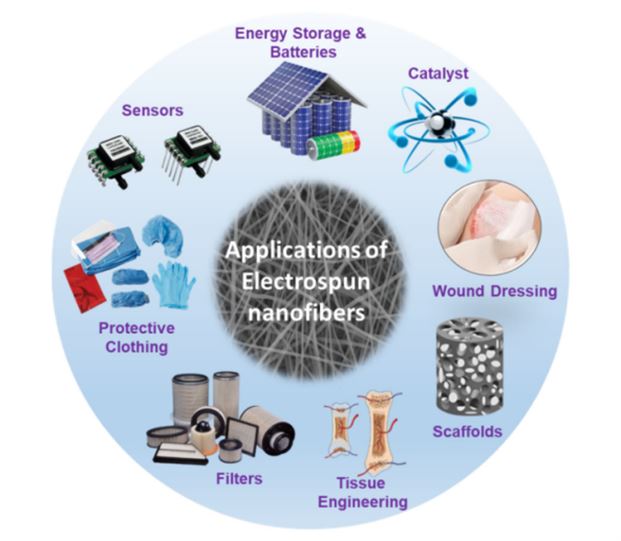 Energy Storage &
Batteries
Catalyst
Sensors
Applications of
Electrospun
nanofibers
Wound Dressing
Protective
Clothing
Scaffolds
Filters
Tissue
Engineering